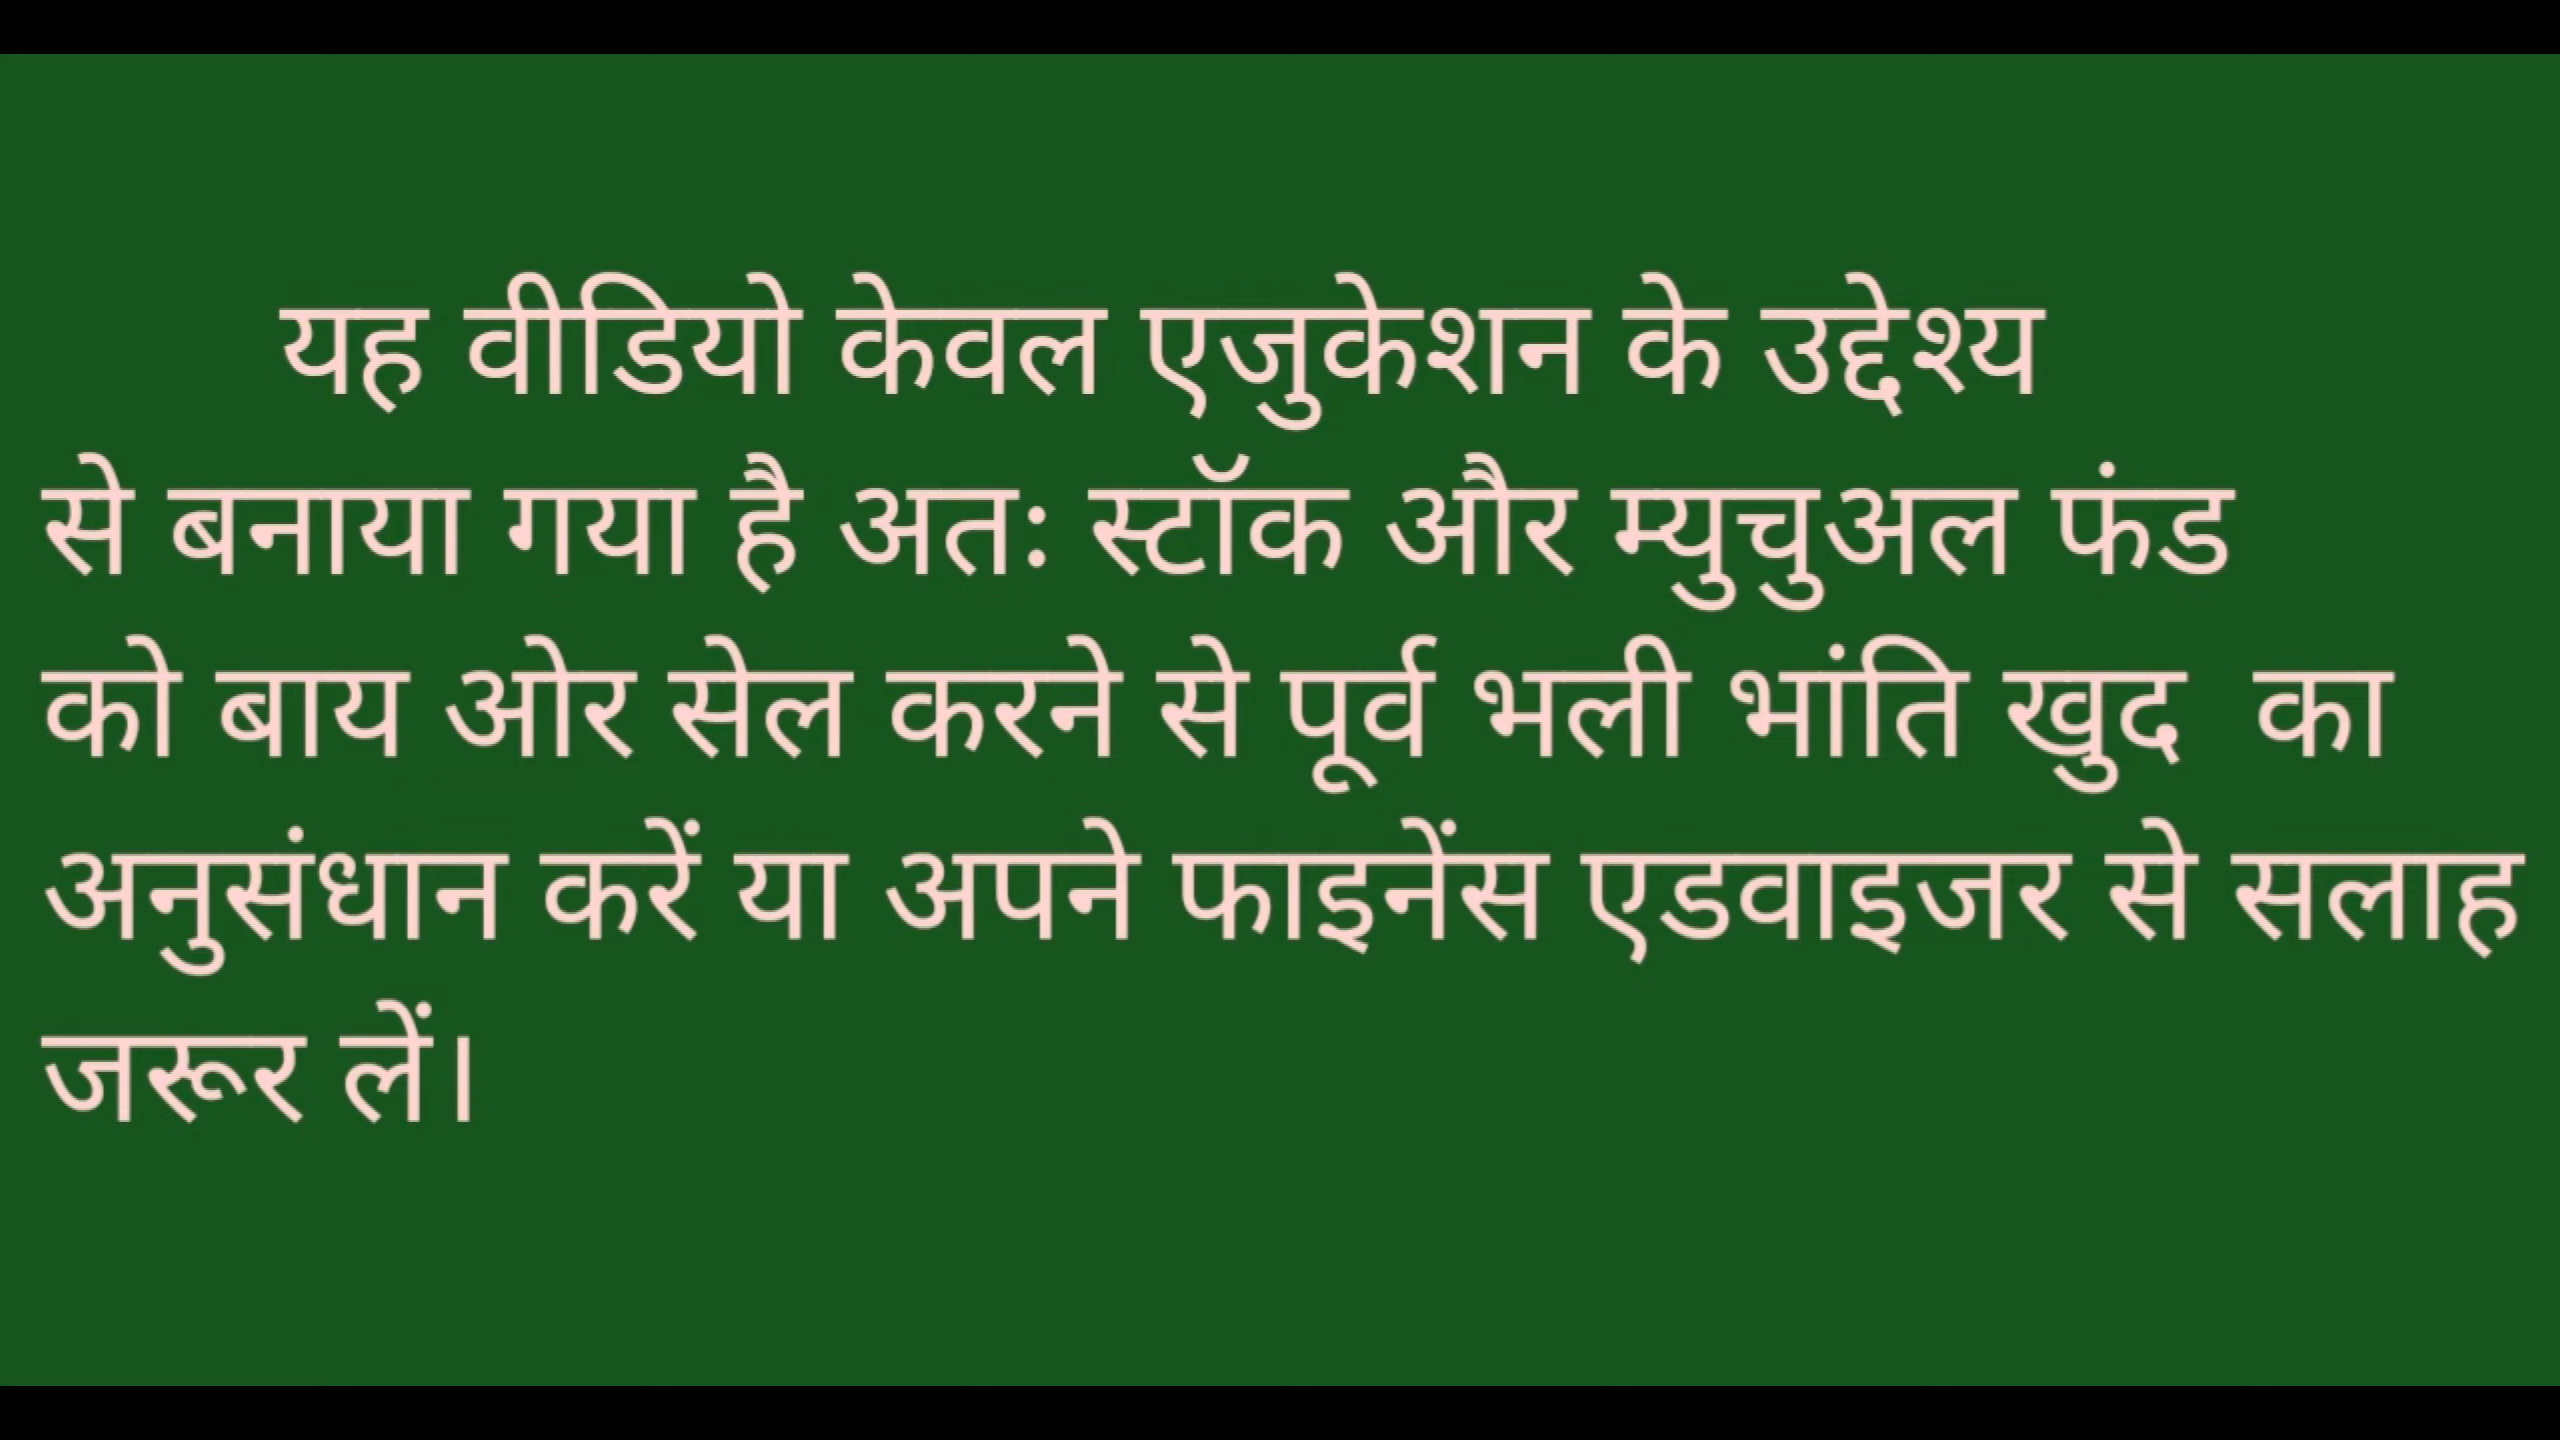 यह वीडियो केवल एजुकेशन के उद्देश्य
से बनाया गया है अतः स्टॉक और म्युचुअल फंड
को बाय ओर सेल करने से पूर्व भली भांति खुद का
अनुसंधान करें या अपने फाइनेंस एडवाइजर से सलाह
जरूर लें।